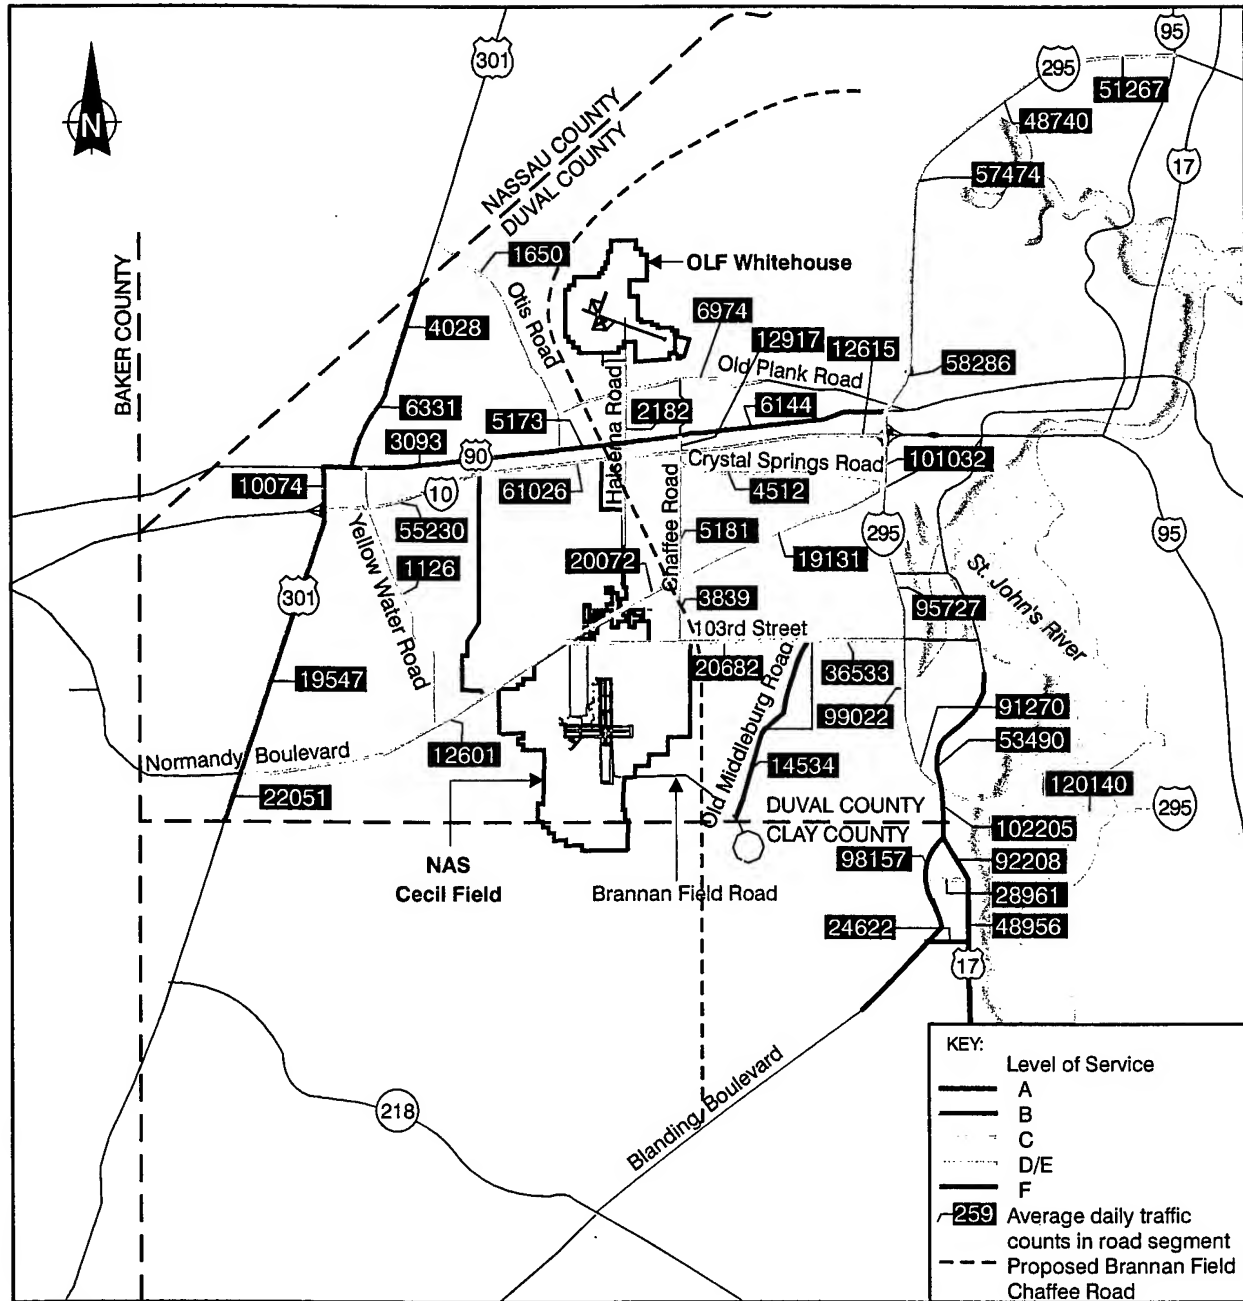 95
301
295
51267
48740
N
17
57474
NASSAU COUNTY
DUVAL COUNTY
1650
OLF Whitehouse
Otis Road
BAKER COUNTY
4028
6974
12917
12615
58286
Old Plank Road
6331
5173
2182
6144
3093
90
Halsema Road
Crystal Springs Road
101032
10074
10
61026
4512
55230
Chaffee Road
5181
295
95
Yellow Water Road
1126
20072
19131
St. John's River
301
3839
95727
103rd Street
19547
20682
36533
Old Middleburg Road
99022
91270
53490
Normandy Boulevard
12601
14534
120140
22051
DUVAL COUNTY
295
CLAY COUNTY
102205
NAS
Cecil Field
Brannan Field Road
98157
92208
28961
24622
48956
17
218
Blanding Boulevard
KEY:
Level of Service
A
B
C
D/E
F
259 Average daily traffic
counts in road segment
Proposed Brannan Field
Chaffee Road